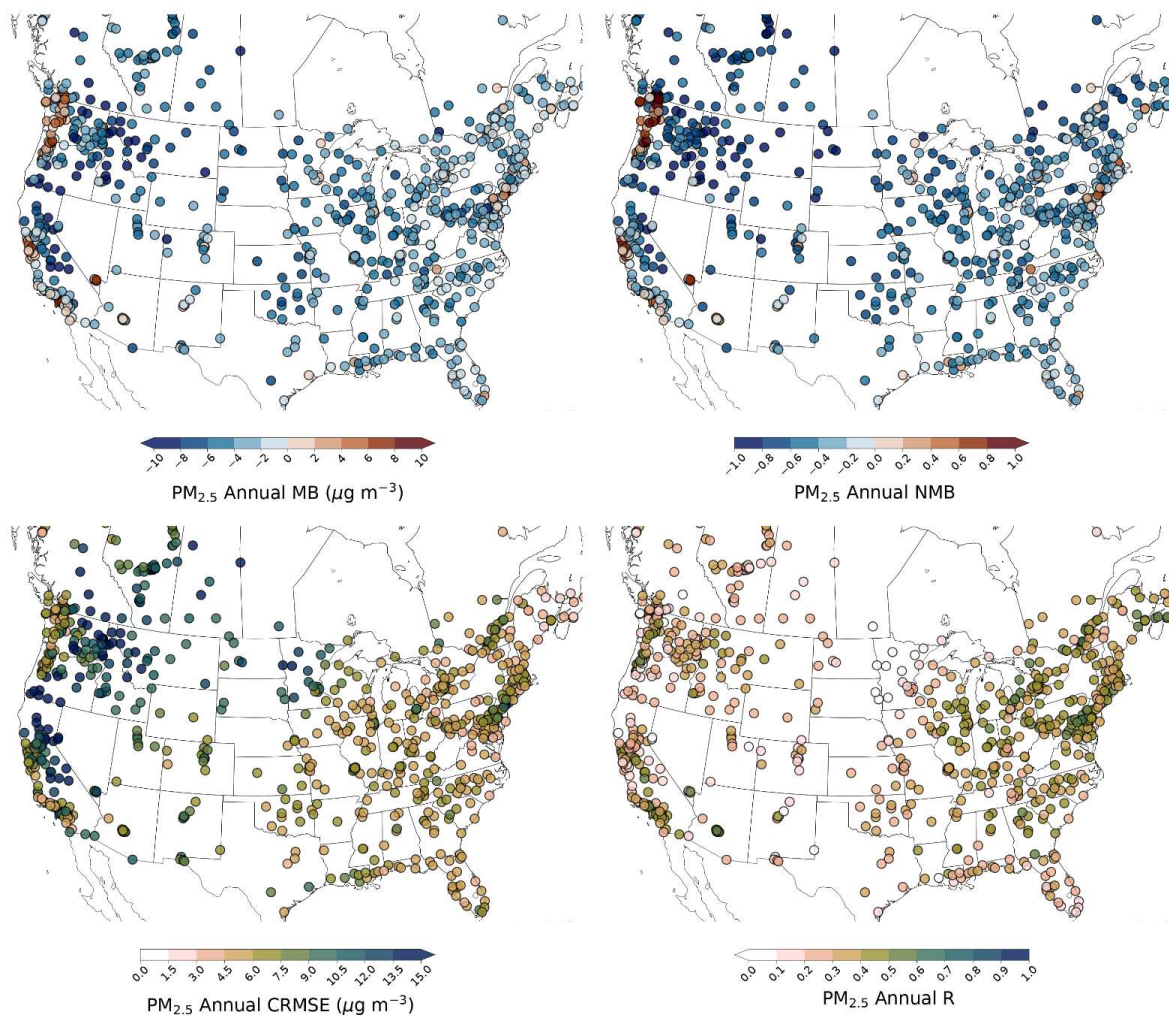 −10 −8 −6 −4 −2 0 2 4 6 8 10
PM2.5 Annual MB (μg m−3)
−1.0 −0.8 −0.6 −0.4 −0.2 0.0 0.2 0.4 0.6 0.8 1.0
PM2.5 Annual NMB
0.0 1.5 3.0 4.5 6.0 7.5 9.0 10.5 12.0 13.5 15.0
PM2.5 Annual CRMSE (μg m−3)
0.0 0.1 0.2 0.3 0.4 0.5 0.6 0.7 0.8 0.9 1.0
PM2.5 Annual R